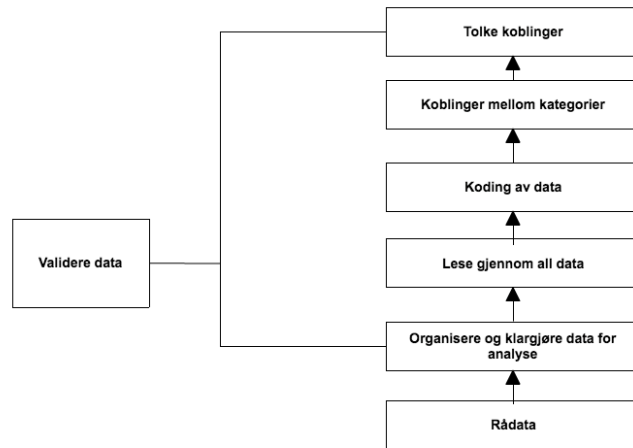 Tolke koblinger
Koblinger mellom kategorier
Koding av data
Validere data
Lese gjennom all data
Organisere og klargjøre data for
analyse
Rådata